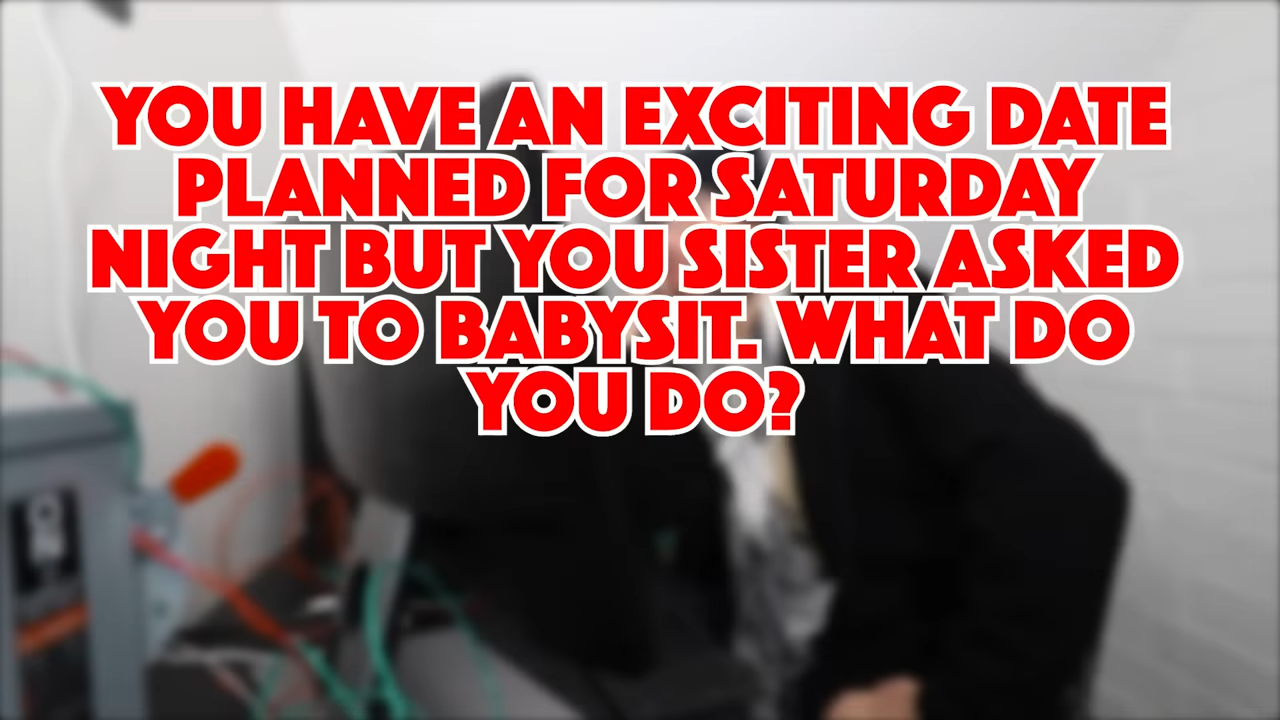 YOU HAVE AN EXCITING DATE
PLANNED FOR SATURDAY
NIGHT BUT YOU SISTER ASKED
YOU TO BABYSIT. WHAT DO
YOU DO?